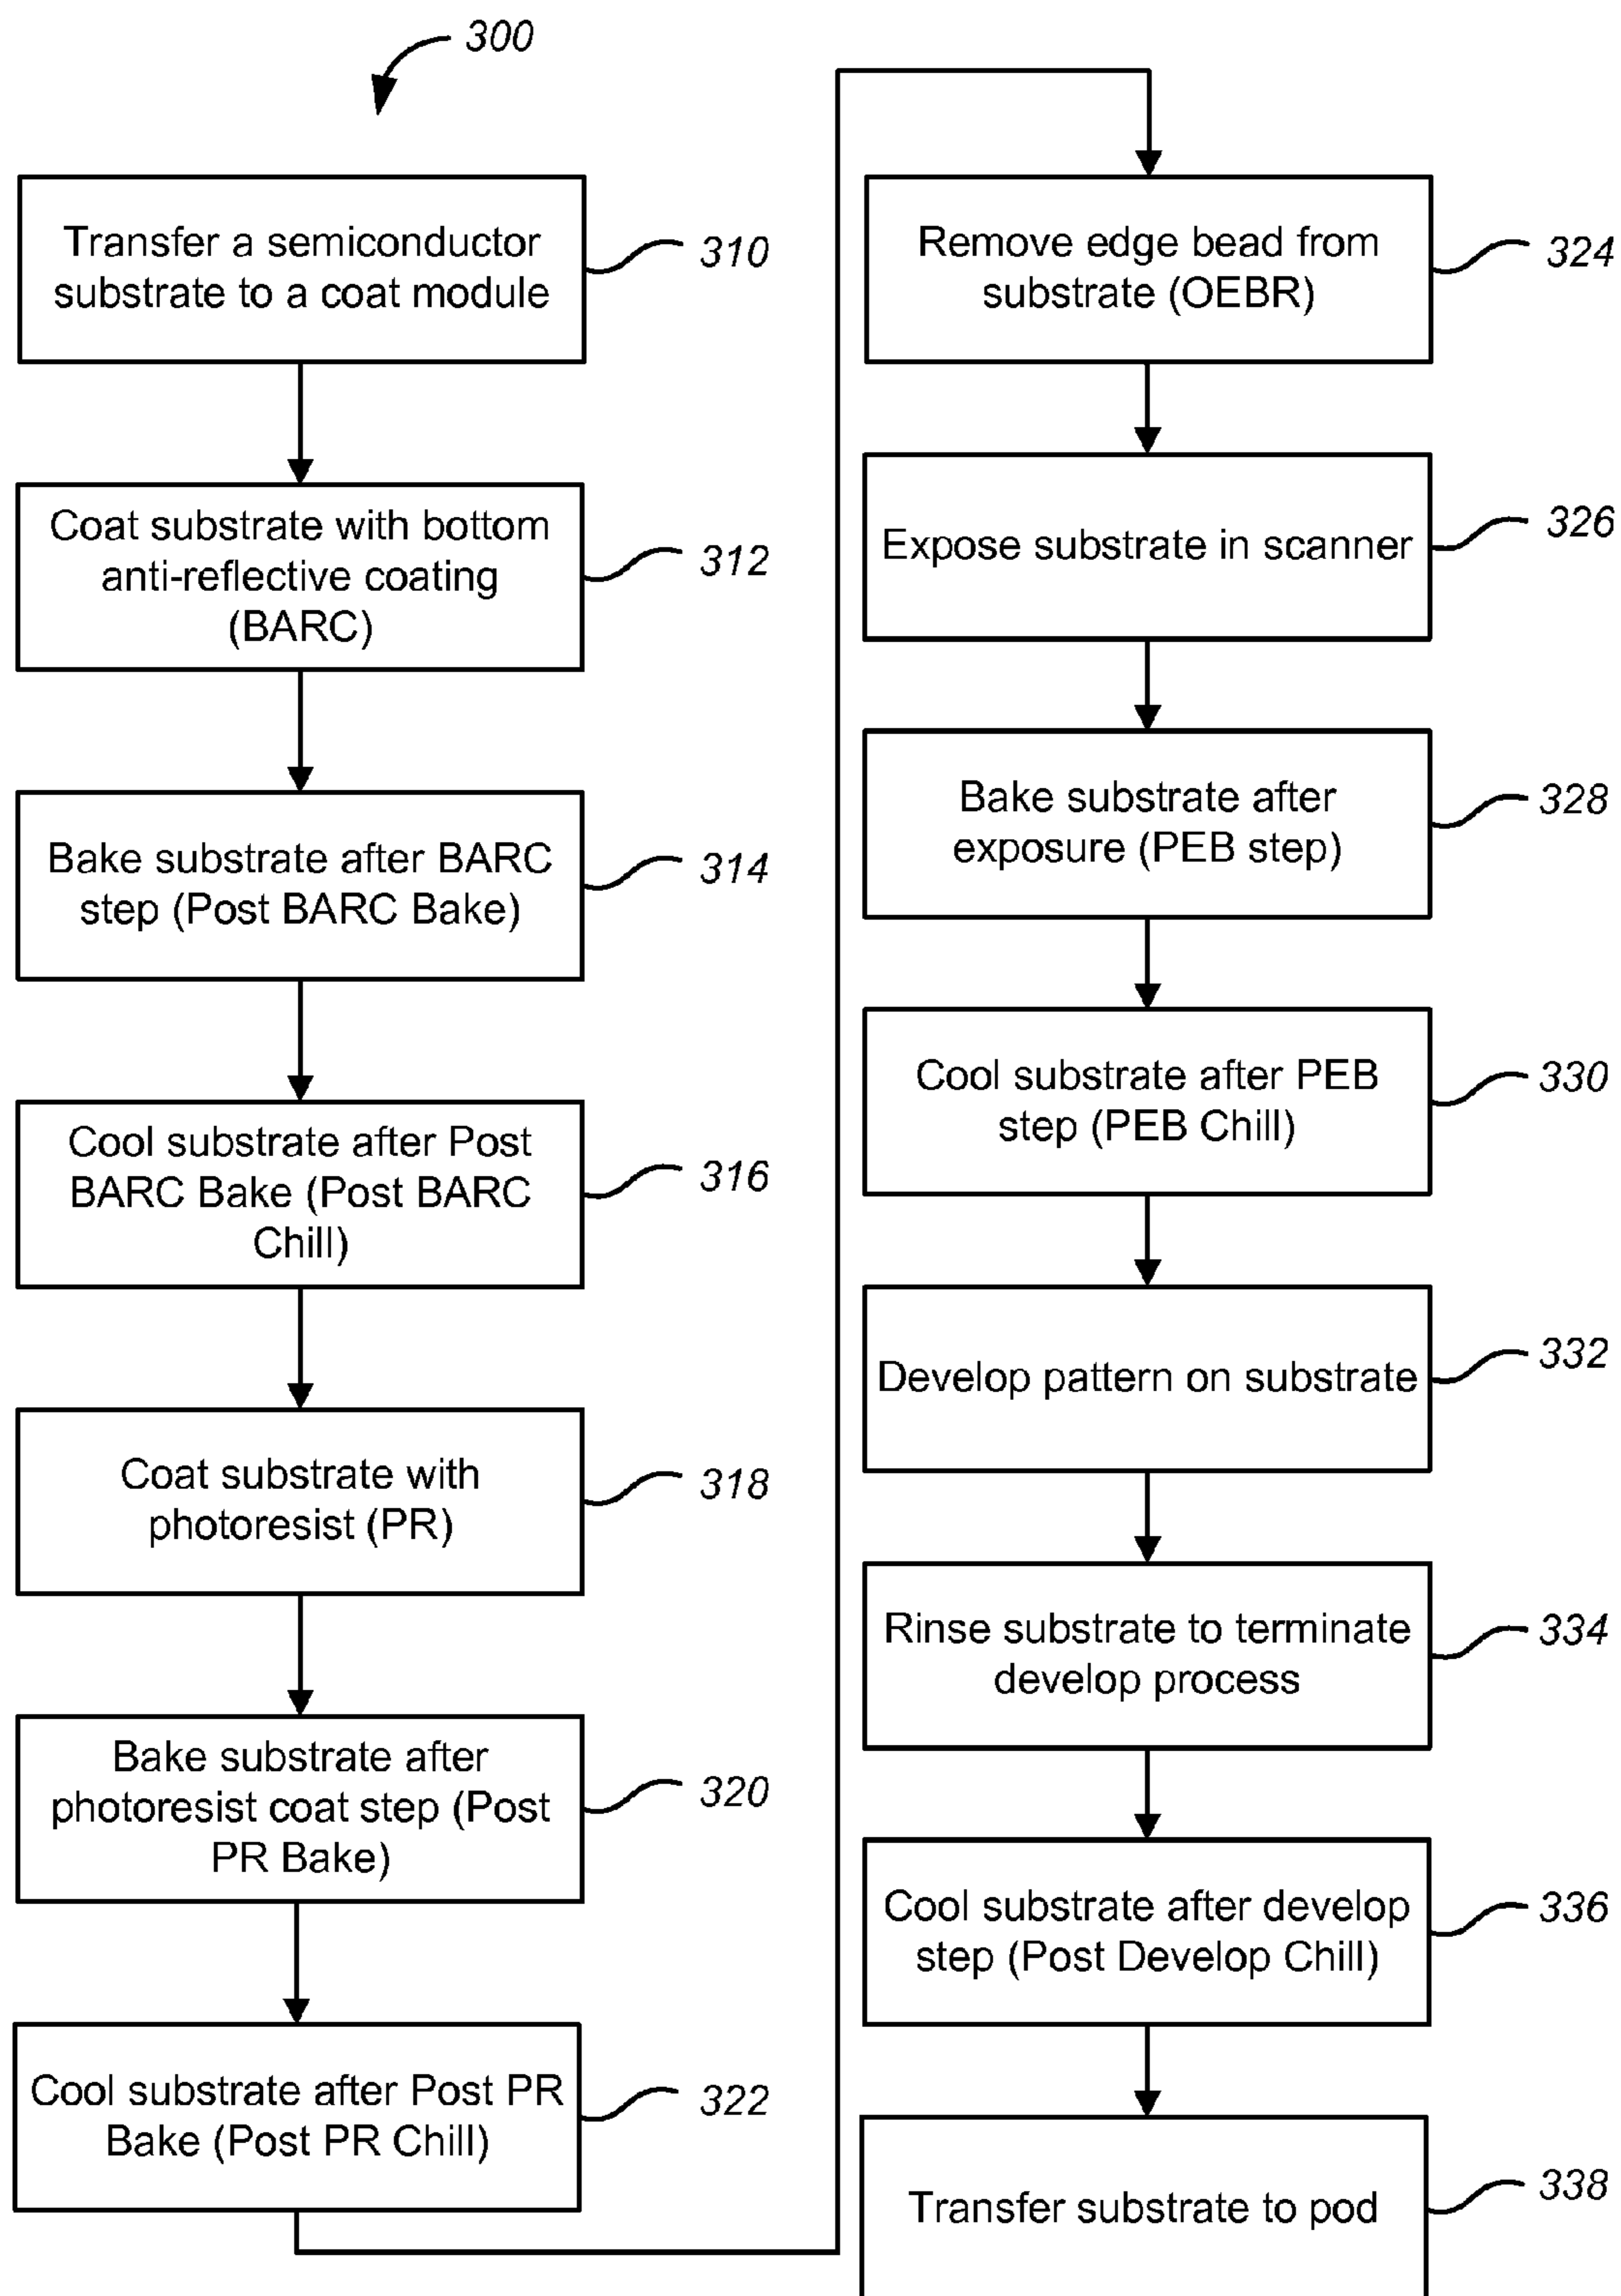 300
Transfer a semiconductor
substrate to a coat module
310
Coat substrate with bottom
anti-reflective coating
(BARC)
312
Bake substrate after BARC
step (Post BARC Bake)
314
Cool substrate after Post
BARC Bake (Post BARC
Chill)
316
Coat substrate with
photoresist (PR)
318
Bake substrate after
photoresist coat step (Post
PR Bake)
320
Cool substrate after Post PR
Bake (Post PR Chill)
322
Remove edge bead from
substrate (OEBR)
324
Expose substrate in scanner
326
Bake substrate after
exposure (PEB step)
328
Cool substrate after PEB
step (PEB Chill)
330
Develop pattern on substrate
332
Rinse substrate to terminate
develop process
334
Cool substrate after develop
step (Post Develop Chill)
336
Transfer substrate to pod
338